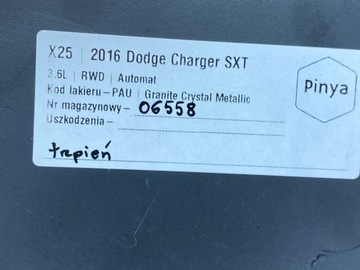 X25 | 2016 Dodge Charger SXT
3.6L | RWD | Automat
Kod lakieru – PAU | Granite Crystal Metallic
Nr magazynowy – 06558
Uszkodzenia –
trzpień
Pinya